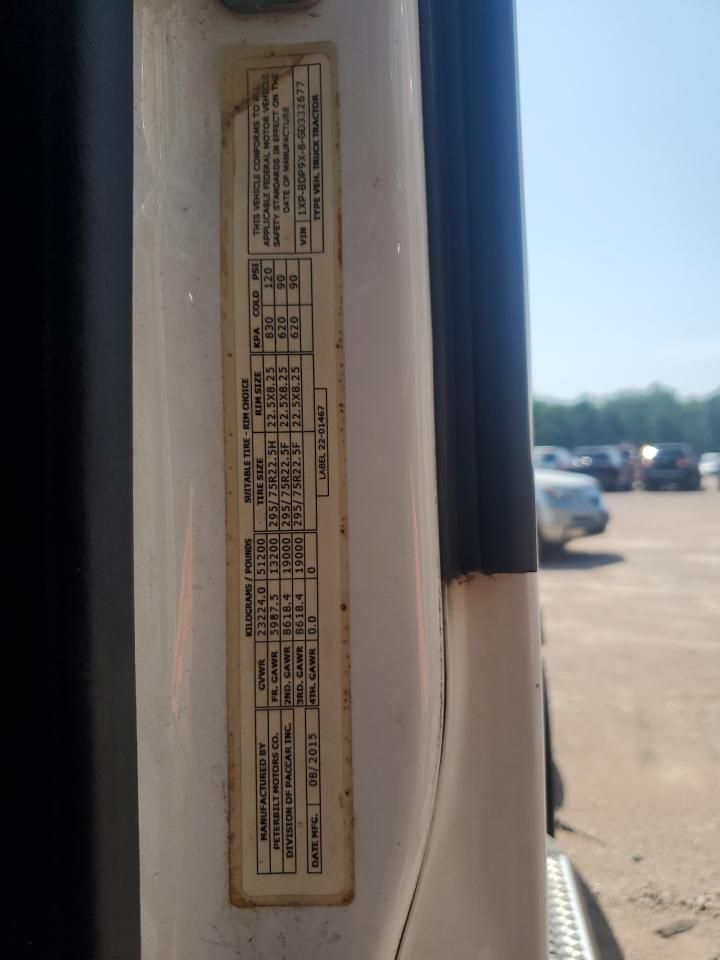 MANUFACTURED BY
PETERBILT MOTORS CO.
DIVISION OF PACCAR INC.
DATE MFG. 08/2015
KILOGRAMS / POUNDS
GVWR 23224.0 51200
FR. GAWR 5987.5 13200
2ND. GAWR 8618.4 19000
3RD. GAWR 8618.4 19000
4TH. GAWR 0.0 0
SUITABLE TIRE - RIM CHOICE
TIRE SIZE RIM SIZE KPA COLD PSI
295/75R22.5H 22.5X8.25 830 120
295/75R22.5F 22.5X8.25 620 90
295/75R22.5F 22.5X8.25 620 90
LABEL 22-01467
THIS VEHICLE CONFORMS TO ALL
APPLICABLE FEDERAL MOTOR VEHICLE
SAFETY STANDARDS IN EFFECT ON THE
DATE OF MANUFACTURE
VIN 1XP-BDP9X-8-GD332677
TYPE VEH. TRUCK TRACTOR